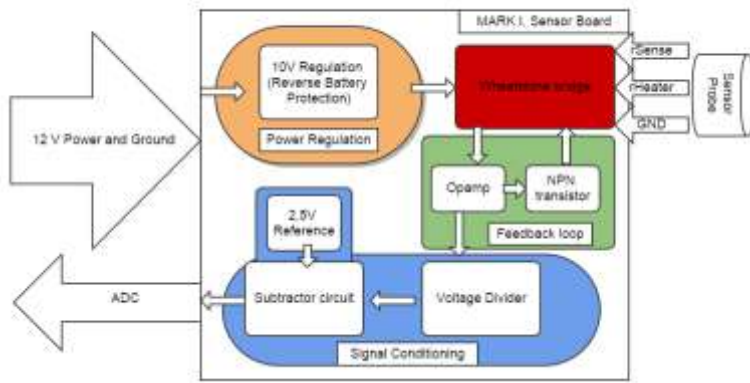 MARK I, Sensor Board
10V Regulation
(Reverse Battery
Protection)
Power Regulation
Wheatstone bridge
rSense
rHeater
GND
Sensor
Probe
12 V Power and Ground
Opamp
NPN
transistor
Feedback loop
2.5V
Reference
ADC
Subtractor circuit
Voltage Divider
Signal Conditioning